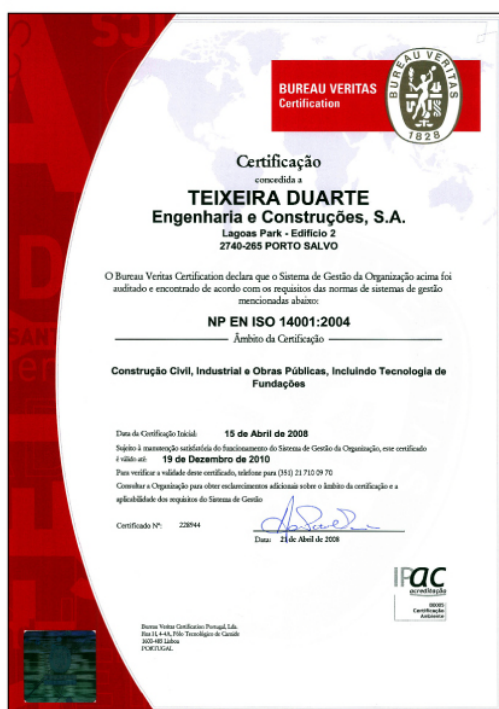 BUREAU VERITAS
Certification
BUREAU VERITAS
1828
Certificação
concedida a
TEIXEIRA DUARTE
Engenharia e Construções, S.A.
Lagoas Park - Edifício 2
2740-265 PORTO SALVO
O Bureau Veritas Certification declara que o Sistema de Gestão da Organização acima foi
auditado e encontrado de acordo com os requisitos das normas de sistemas de gestão
mencionadas abaixo:
NP EN ISO 14001:2004
Âmbito da Certificação
Construção Civil, Industrial e Obras Públicas, Incluindo Tecnologia de
Fundações
Data da Certificação Inicial: 15 de Abril de 2008
Sujeito à manutenção satisfatória do funcionamento do Sistema de Gestão da Organização, este certificado
é válido até: 19 de Dezembro de 2010
Para verificar a validade deste certificado, telefone para (351) 21 710 09 70
Consultar a Organização para obter esclarecimentos adicionais sobre o âmbito da certificação e a
aplicabilidade dos requisitos do Sistema de Gestão
Certificado Nº: 228944
Data: 21 de Abril de 2008
IPAC
acreditação
Certificação
Ambiente
Bureau Veritas Certification Portugal, Lda.
Pólo Tecnológico de
Lisboa
PORTUGAL